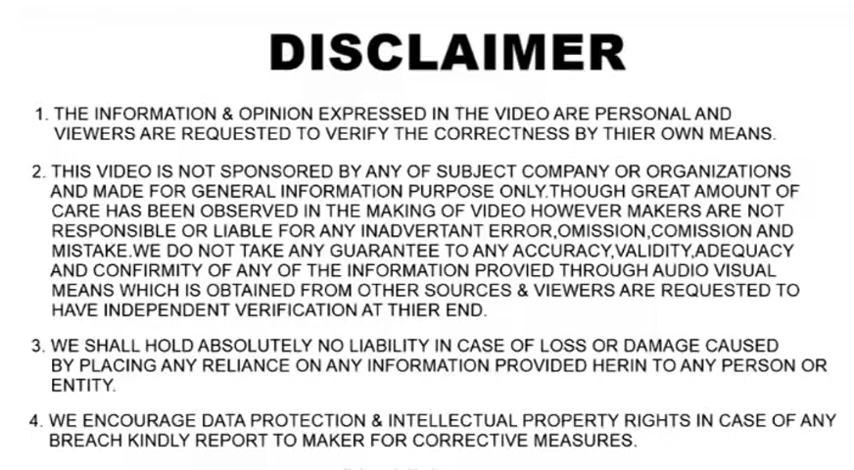 DISCLAIMER
1. THE INFORMATION & OPINION EXPRESSED IN THE VIDEO ARE PERSONAL AND
VIEWERS ARE REQUESTED TO VERIFY THE CORRECTNESS BY THIER OWN MEANS.
2. THIS VIDEO IS NOT SPONSORED BY ANY OF SUBJECT COMPANY OR ORGANIZATIONS
AND MADE FOR GENERAL INFORMATION PURPOSE ONLY.THOUGH GREAT AMOUNT OF
CARE HAS BEEN OBSERVED IN THE MAKING OF VIDEO HOWEVER MAKERS ARE NOT
RESPONSIBLE OR LIABLE FOR ANY INADVERTANT ERROR,OMISSION,COMISSION AND
MISTAKE.WE DO NOT TAKE ANY GUARANTEE TO ANY ACCURACY,VALIDITY,ADEQUACY
AND CONFIRMITY OF ANY OF THE INFORMATION PROVIED THROUGH AUDIO VISUAL
MEANS WHICH IS OBTAINED FROM OTHER SOURCES & VIEWERS ARE REQUESTED TO
HAVE INDEPENDENT VERIFICATION AT THIER END.
3. WE SHALL HOLD ABSOLUTELY NO LIABILITY IN CASE OF LOSS OR DAMAGE CAUSED
BY PLACING ANY RELIANCE ON ANY INFORMATION PROVIDED HERIN TO ANY PERSON OR
ENTITY.
4. WE ENCOURAGE DATA PROTECTION & INTELLECTUAL PROPERTY RIGHTS IN CASE OF ANY
BREACH KINDLY REPORT TO MAKER FOR CORRECTIVE MEASURES.